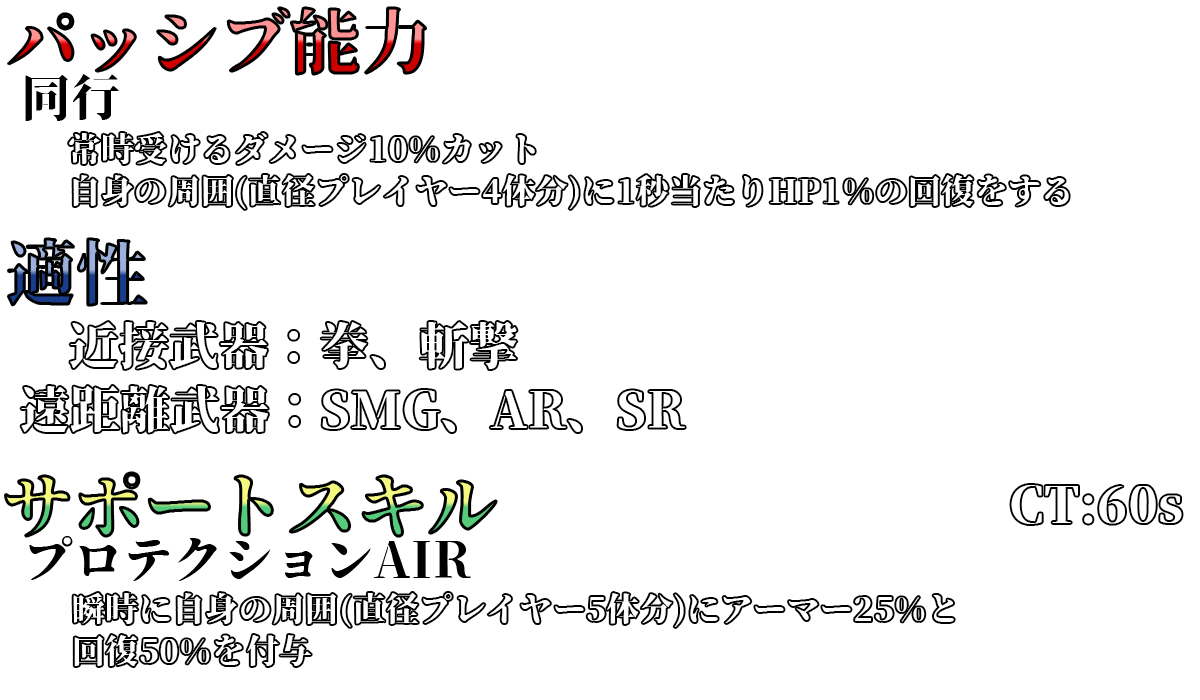 パッシブ能力
同行
常時受けるダメージ10%カット
自身の周囲(直径プレイヤー4体分)に1秒当たりHP1%の回復をする
適性
近接武器：拳、斬撃
遠距離武器：SMG、AR、SR
サポートスキル
CT:60s
プロテクションAIR
瞬時に自身の周囲(直径プレイヤー5体分)にアーマー25%と
回復50%を付与